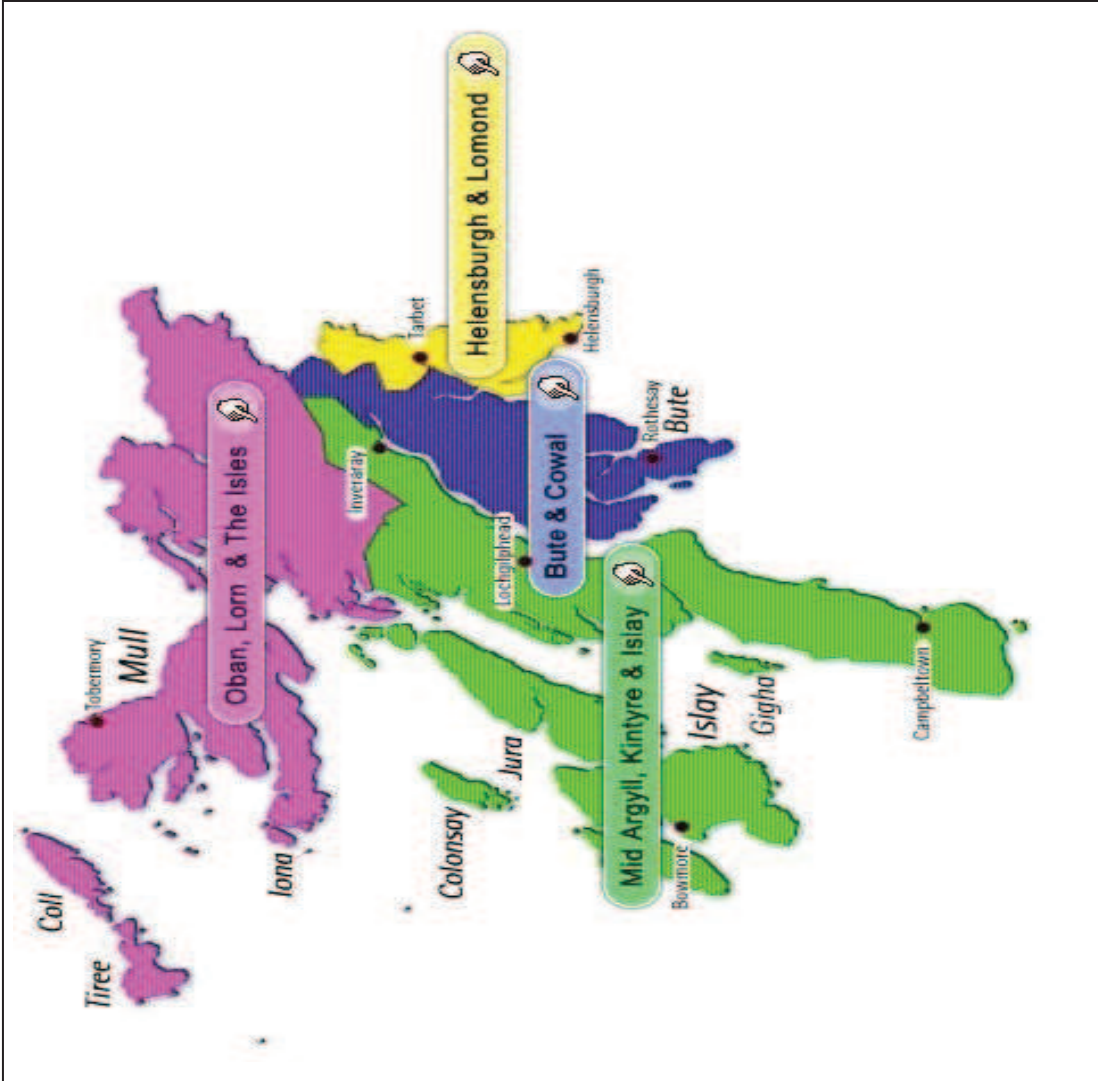 Coll
Tiree
Tobermory
Mull
Iona
Oban, Lorn & The Isles
Colonsay
Jura
Inveraray
Tarbet
Helensburgh & Lomond
Lochgilphead
Bute & Cowal
Helensburgh
Mid Argyll, Kintyre & Islay
Bowmore
Islay
Gigha
Rothesay
Bute
Campbeltown